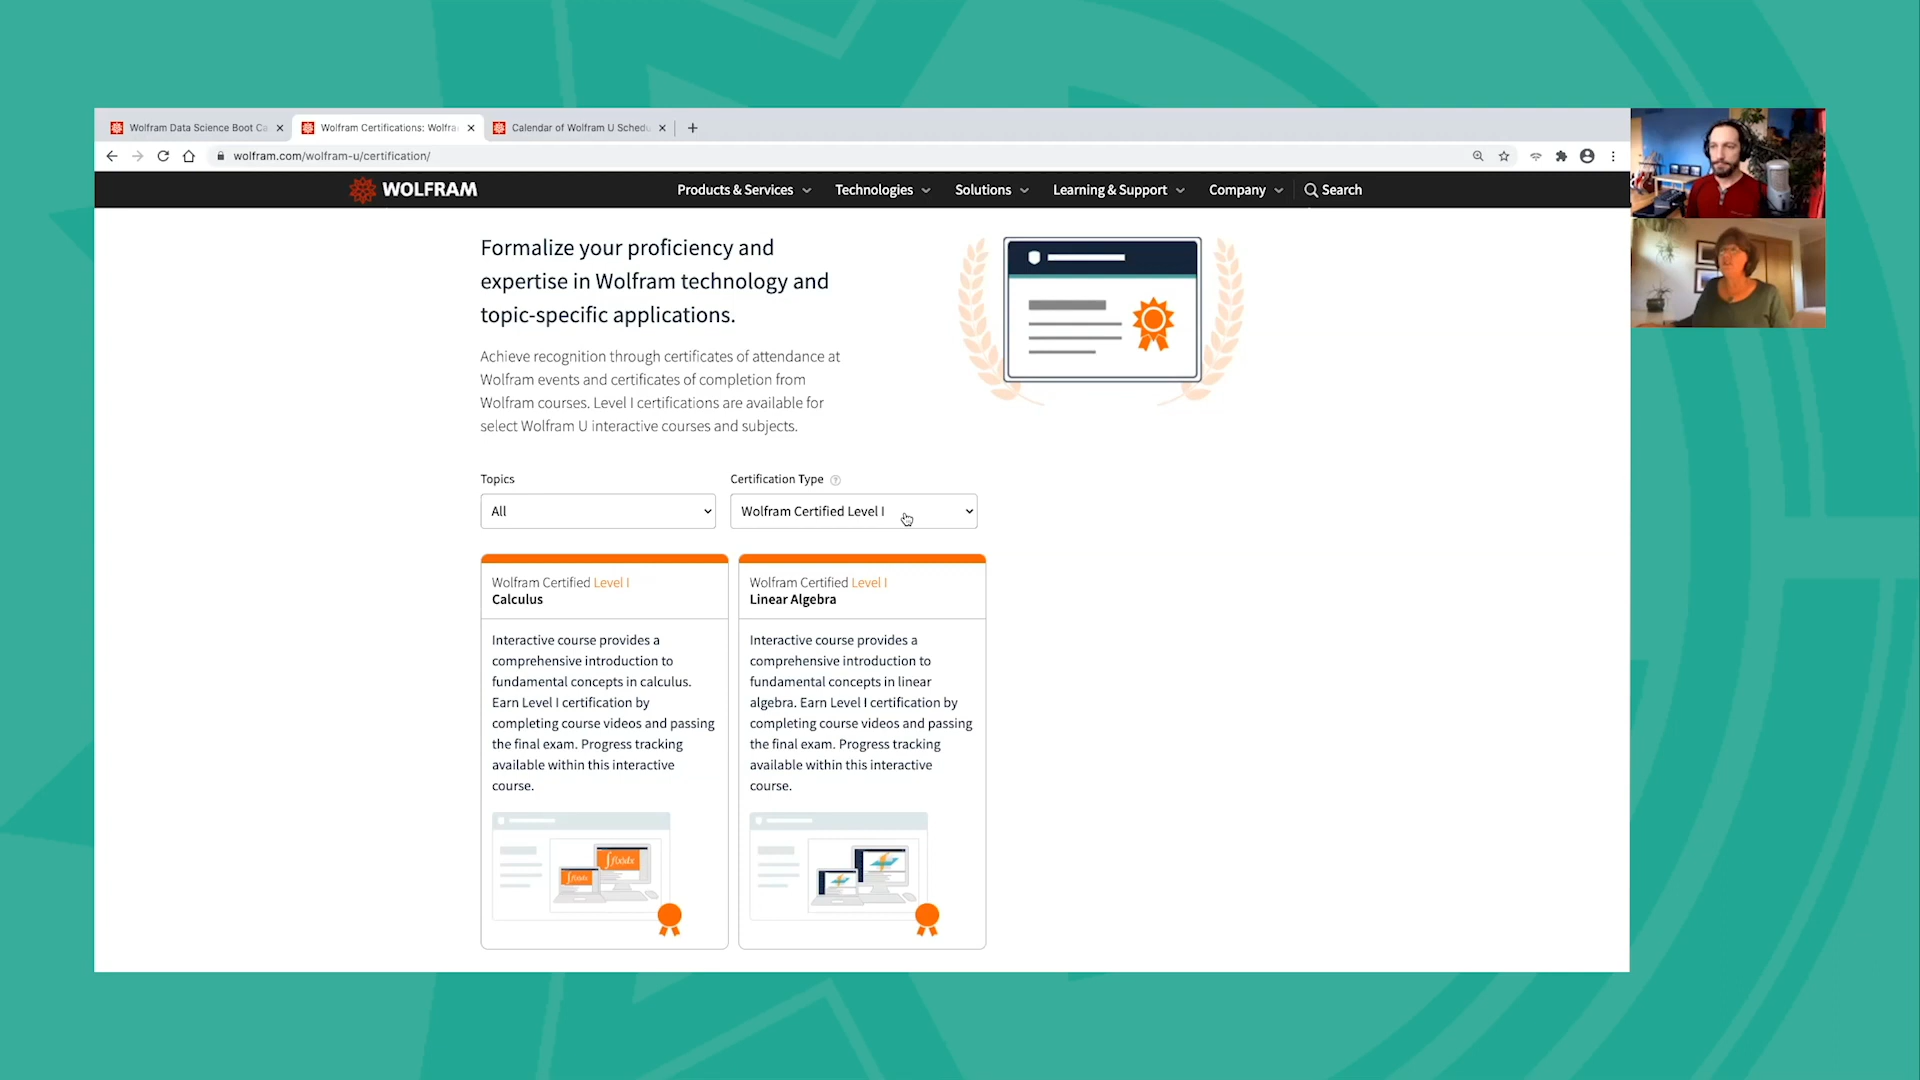 Wolfram Data Science Boot Ca
Wolfram Certifications: Wolfra
Calendar of Wolfram U Schedu
wolfram.com/wolfram-u/certification/
WOLFRAM
Products & Services
Technologies
Solutions
Learning & Support
Company
Search
Formalize your proficiency and
expertise in Wolfram technology and
topic-specific applications.
Achieve recognition through certificates of attendance at
Wolfram events and certificates of completion from
Wolfram courses. Level I certifications are available for
select Wolfram U interactive courses and subjects.
Topics
All
Certification Type ?
Wolfram Certified Level I
Wolfram Certified Level I
Calculus
Interactive course provides a
comprehensive introduction to
fundamental concepts in calculus.
Earn Level I certification by
completing course videos and passing
the final exam. Progress tracking
available within this interactive
course.
∫f(x)dx
∫f(x)dx
Wolfram Certified Level I
Linear Algebra
Interactive course provides a
comprehensive introduction to
fundamental concepts in linear
algebra. Earn Level I certification by
completing course videos and passing
the final exam. Progress tracking
available within this interactive
course.